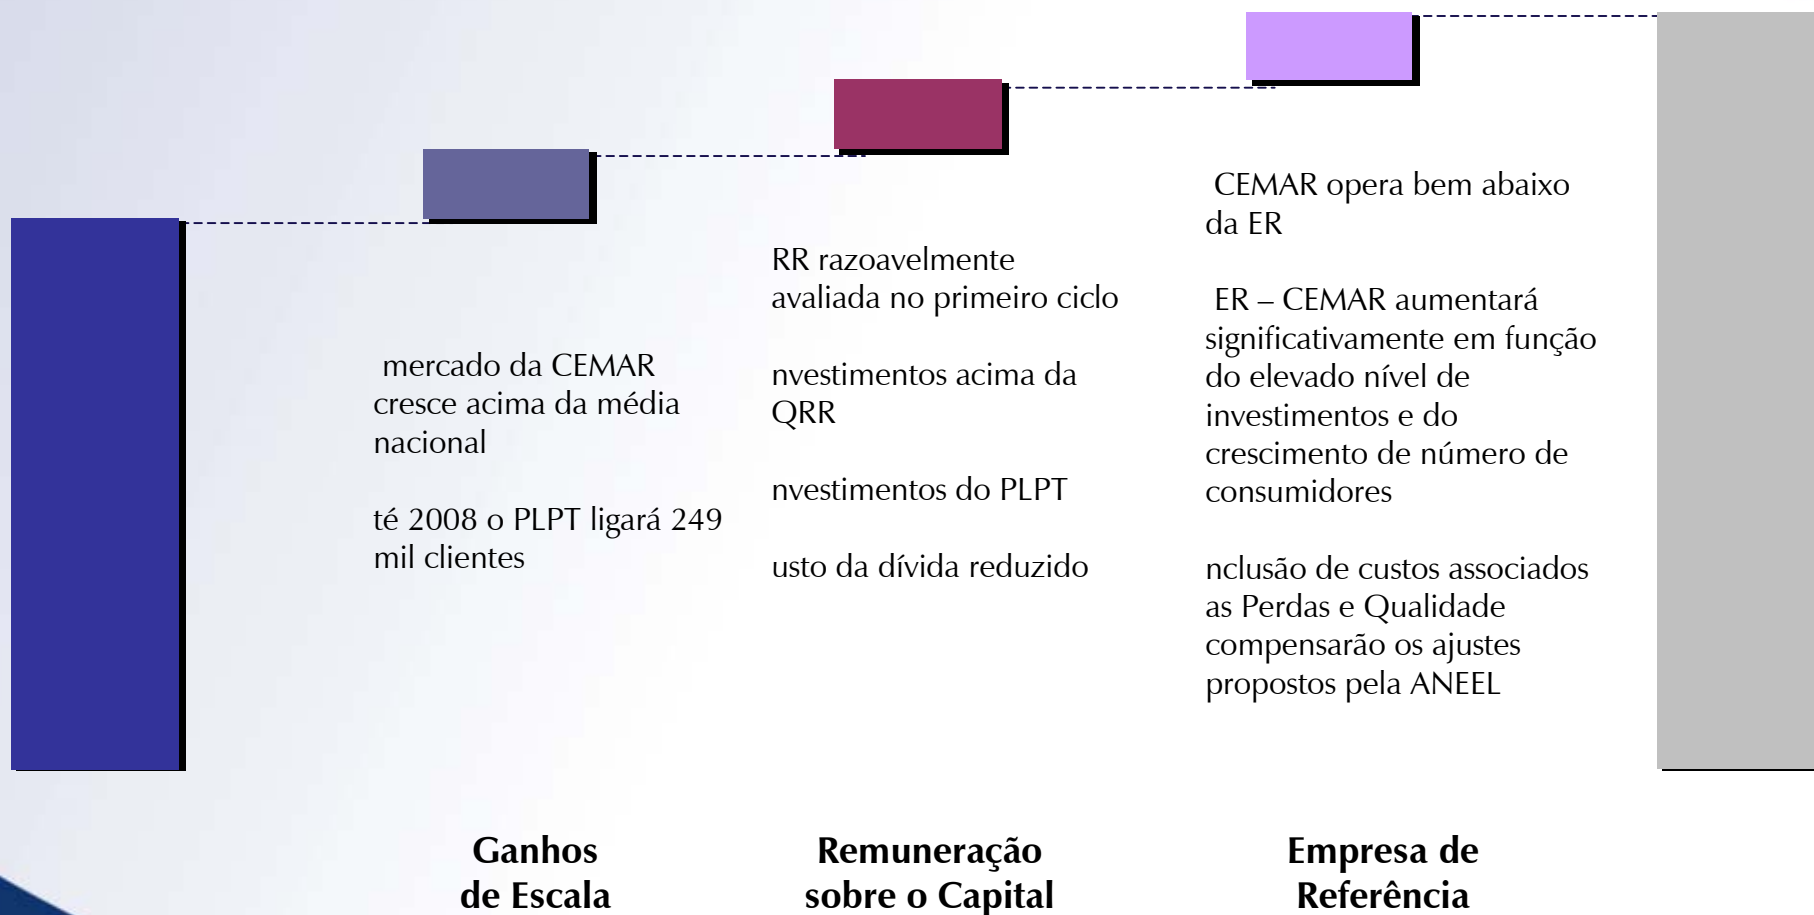 mercado da CEMAR
cresce acima da média
nacional
té 2008 o PLPT ligará 249
mil clientes
RR razoavelmente
avaliada no primeiro ciclo
nvestimentos acima da
QRR
nvestimentos do PLPT
usto da dívida reduzido
CEMAR opera bem abaixo
da ER
ER – CEMAR aumentará
significativamente em função
do elevado nível de
investimentos e do
crescimento de número de
consumidores
nclusão de custos associados
as Perdas e Qualidade
compensarão os ajustes
propostos pela ANEEL
Ganhos
de Escala
Remuneração
sobre o Capital
Empresa de
Referência